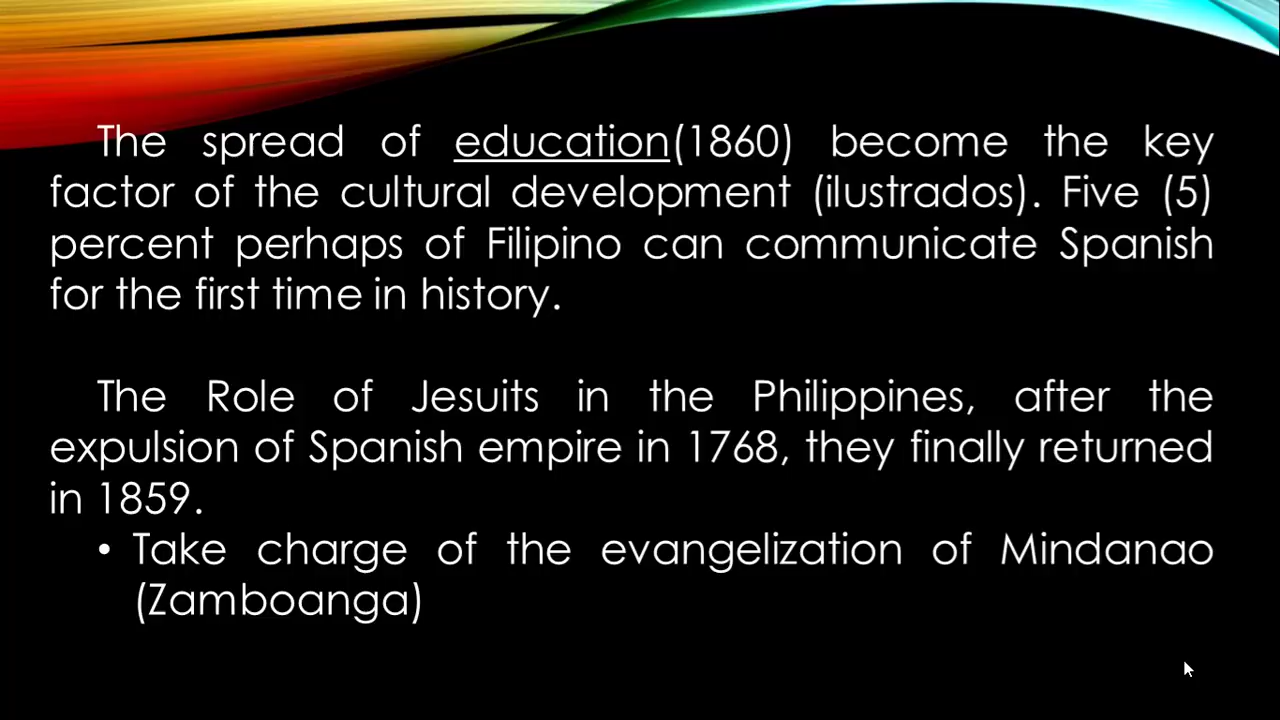 The spread of education(1860) become the key
factor of the cultural development (ilustrados). Five (5)
percent perhaps of Filipino can communicate Spanish
for the first time in history.
The Role of Jesuits in the Philippines, after the
expulsion of Spanish empire in 1768, they finally returned
in 1859.
• Take charge of the evangelization of Mindanao
(Zamboanga)